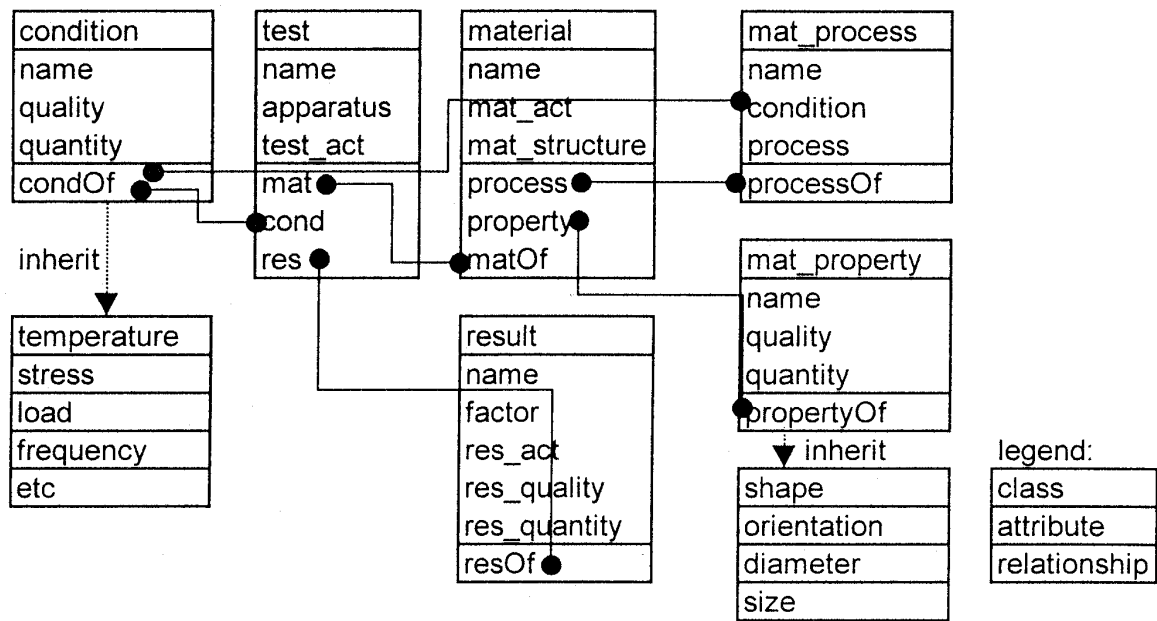 condition
name
quality
quantity
condOf
test
name
apparatus
test_act
mat
cond
res
material
name
mat_act
mat_structure
process
property
matOf
mat_process
name
condition
process
processOf
inherit
temperature
stress
load
frequency
etc
result
name
factor
res_act
res_quality
res_quantity
resOf
mat_property
name
quality
quantity
propertyOf
inherit
shape
orientation
diameter
size
legend:
class
attribute
relationship